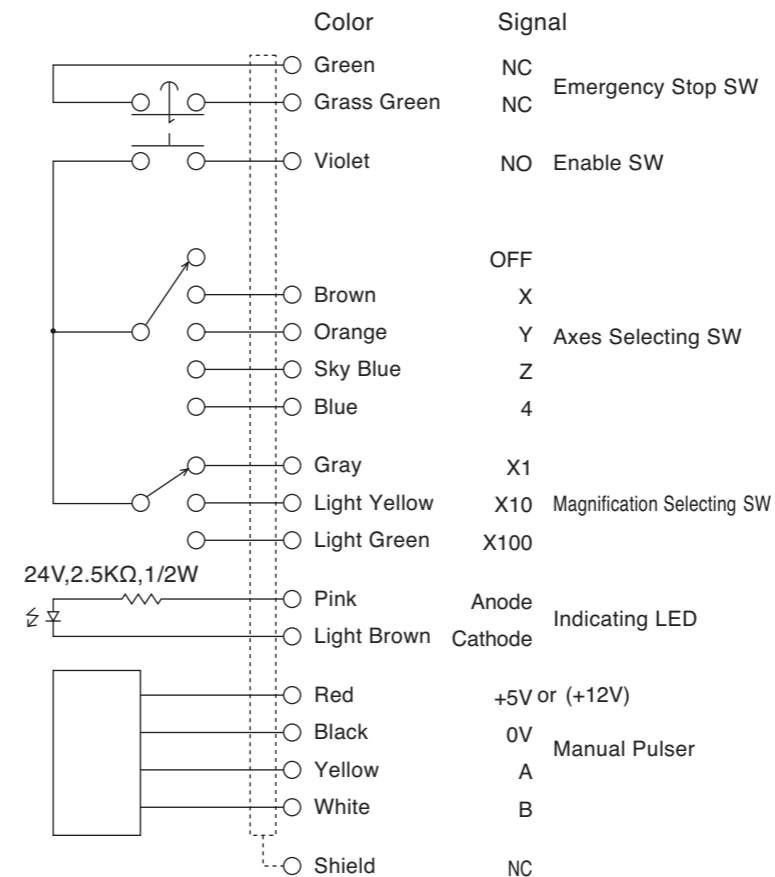 Color Signal
Green NC
Emergency Stop SW
Grass Green NC
Violet NO Enable SW
OFF
Brown X
Orange Y Axes Selecting SW
Sky Blue Z
Blue 4
Gray X1
Light Yellow X10 Magnification Selecting SW
Light Green X100
24V,2.5KΩ,1/2W
Pink Anode
Indicating LED
Light Brown Cathode
Red +5V or (+12V)
Black 0V
Manual Pulser
Yellow A
White B
Shield NC